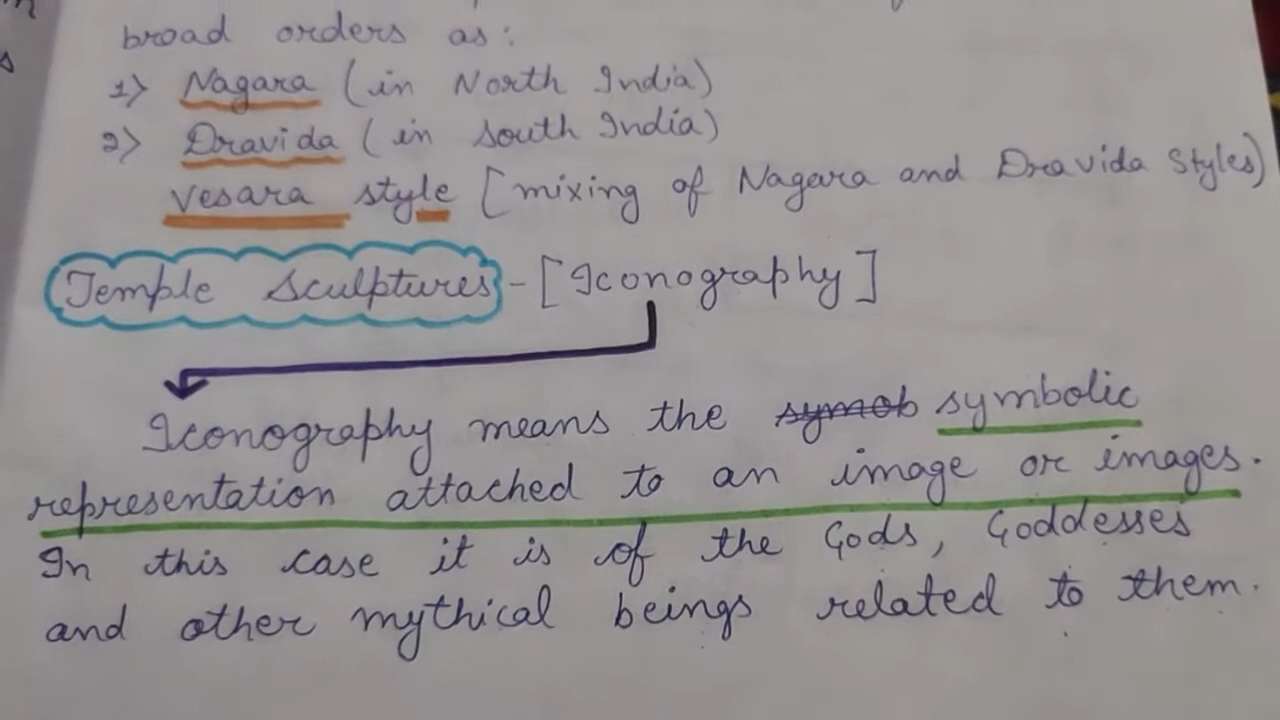 broad orders as:
1) Nagara (in North India)
2) Dravida (in South India)
Vesara style [mixing of Nagara and Dravida Styles)
Temple Sculptures - [Iconography]
Iconography means the symob symbolic
representation attached to an image or images.
In this case it is of the Gods, Goddesses
and other mythical beings related to them.